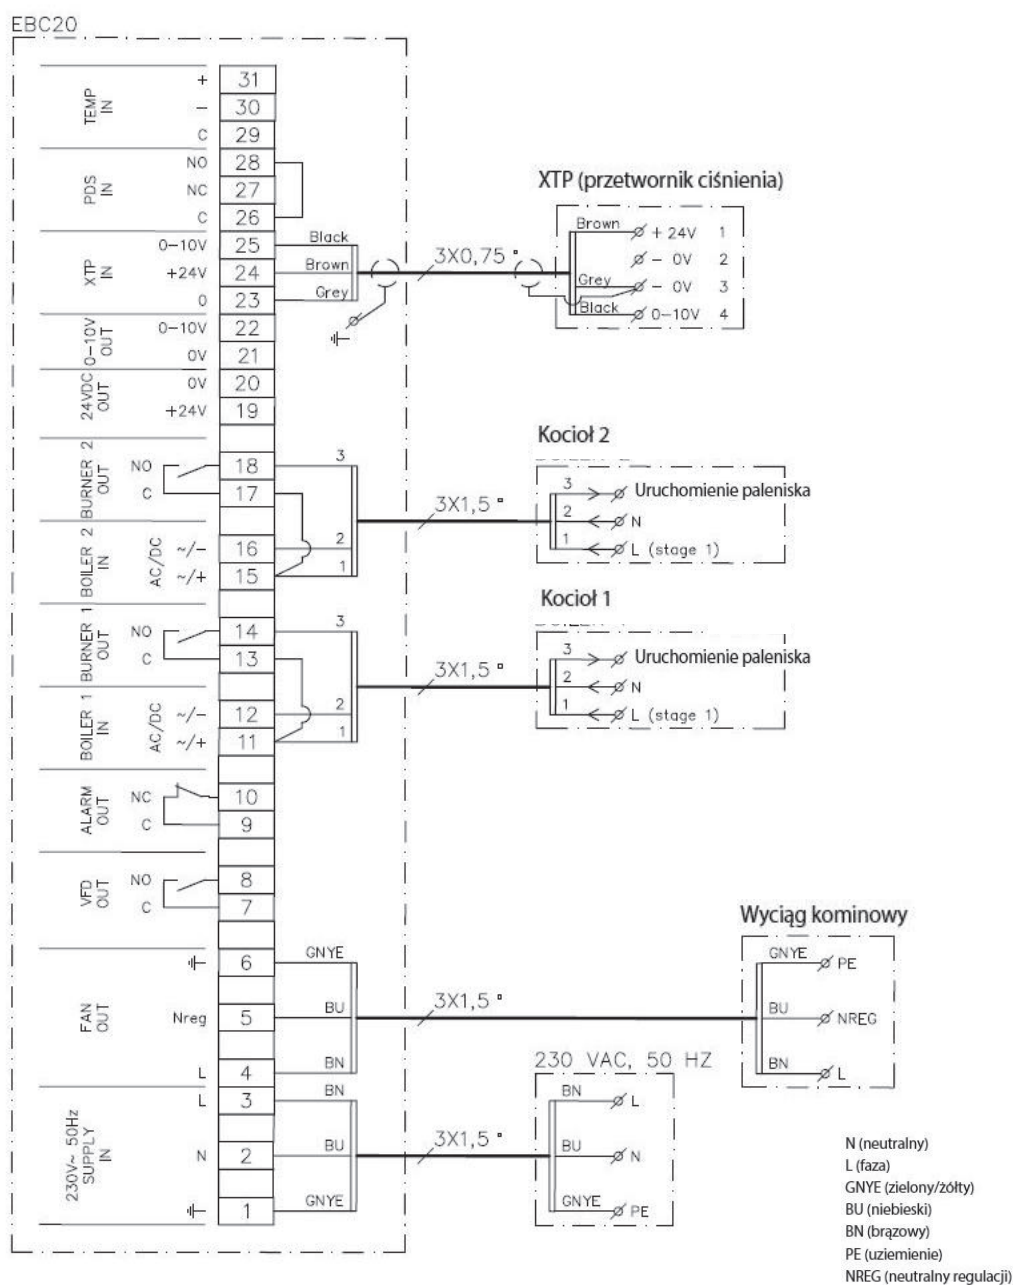 EBC20
TEMP IN
+ 31
− 30
C 29
PDS IN
NO 28
NC 27
C 26
XTP IN
0-10V 25 Black
+24V 24 Brown
0 23 Grey
3X0,75 ▫
XTP (przetwornik ciśnienia)
Brown + 24V 1
− 0V 2
Grey − 0V 3
Black 0-10V 4
0-10V OUT
0-10V 22
0V 21
24VDC OUT
0V 20
+24V 19
BURNER 2 OUT
NO 18 3
C 17
BOILER 2 IN
AC/DC
~/− 16 2
~/+ 15 1
3X1,5 ▫
Kocioł 2
3 Uruchomienie paleniska
2 N
1 L (stage 1)
BURNER 1 OUT
NO 14 3
C 13
BOILER 1 IN
AC/DC
~/− 12 2
~/+ 11 1
3X1,5 ▫
Kocioł 1
3 Uruchomienie paleniska
2 N
1 L (stage 1)
ALARM OUT
NC 10
C 9
VFD OUT
NO 8
C 7
FAN OUT
6 GNYE
Nreg 5 BU
L 4 BN
3X1,5 ▫
Wyciąg kominowy
GNYE PE
BU NREG
BN L
230V~ 50Hz SUPPLY IN
L 3 BN
N 2 BU
1 GNYE
3X1,5 ▫
230 VAC, 50 HZ
BN L
BU N
GNYE PE
N (neutralny)
L (faza)
GNYE (zielony/żółty)
BU (niebieski)
BN (brązowy)
PE (uziemienie)
NREG (neutralny regulacji)